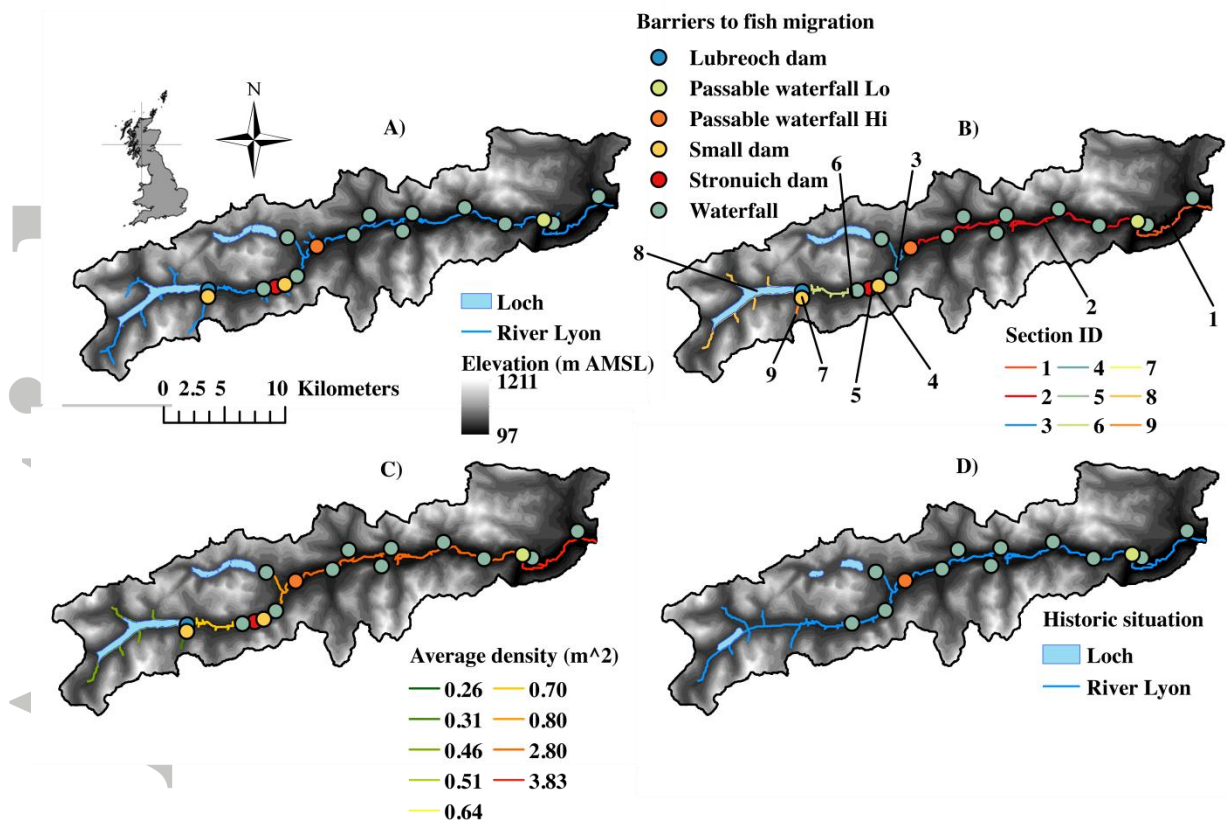 Barriers to fish migration
Lubreoch dam
Passable waterfall Lo
Passable waterfall Hi
Small dam
Stronuich dam
Waterfall
N
A)
Loch
River Lyon
Elevation (m AMSL)
1211
97
0 2.5 5 10 Kilometers
B)
6
3
8
2
1
9
7
5
4
Section ID
1 4 7
2 5 8
3 6 9
C)
Average density (m^2)
0.26 0.70
0.31 0.80
0.46 2.80
0.51 3.83
0.64
D)
Historic situation
Loch
River Lyon